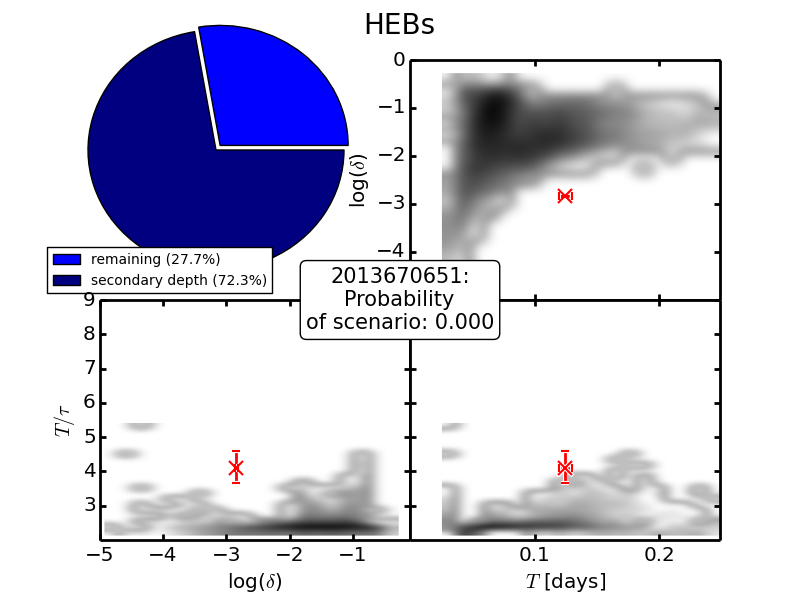 HEBs
remaining (27.7%)
secondary depth (72.3%)
0
−1
−2
−3
−4
log(δ)
2013670651:
Probability
of scenario: 0.000
9
8
7
6
5
4
3
T/τ
−5 −4 −3 −2 −1
log(δ)
0.1 0.2
T [days]